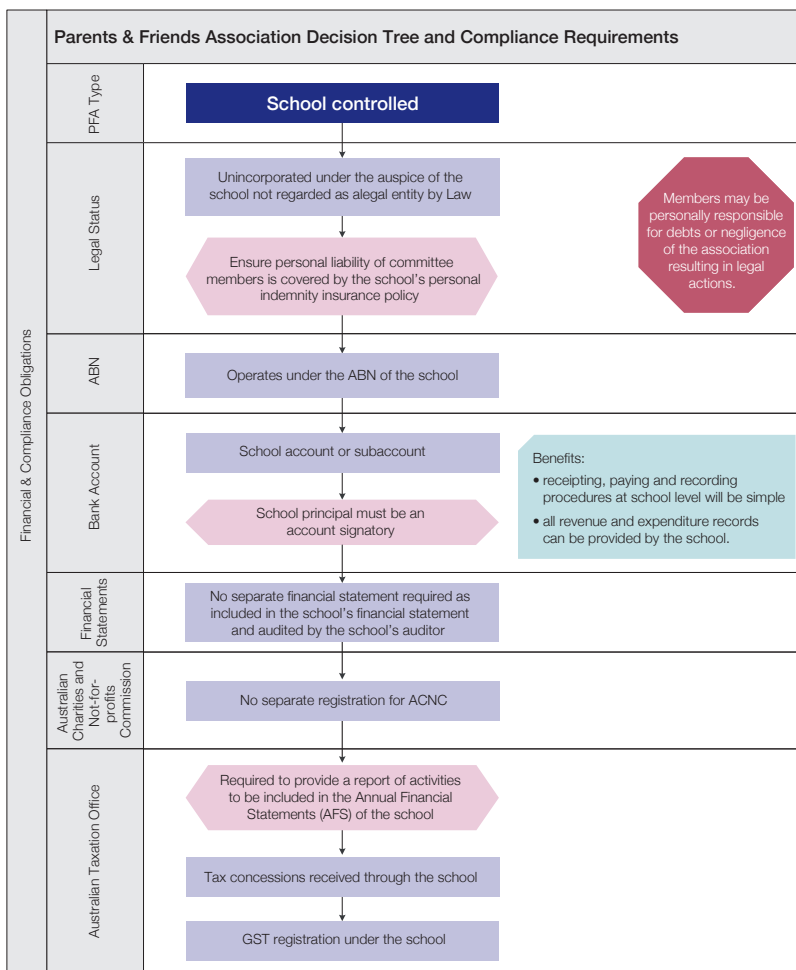 Parents & Friends Association Decision Tree and Compliance Requirements
Financial & Compliance Obligations
PFA Type
School controlled
Legal Status
Unincorporated under the auspice of the
school not regarded as alegal entity by Law
Ensure personal liability of committee
members is covered by the school's personal
indemnity insurance policy
Members may be
personally responsible
for debts or negligence
of the association
resulting in legal
actions.
ABN
Operates under the ABN of the school
Bank Account
School account or subaccount
School principal must be an
account signatory
Benefits:
• receipting, paying and recording
procedures at school level will be simple
• all revenue and expenditure records
can be provided by the school.
Financial
Statements
No separate financial statement required as
included in the school's financial statement
and audited by the school's auditor
Australian
Charities and
Not-for-
profits
Commission
No separate registration for ACNC
Australian Taxation Office
Required to provide a report of activities
to be included in the Annual Financial
Statements (AFS) of the school
Tax concessions received through the school
GST registration under the school